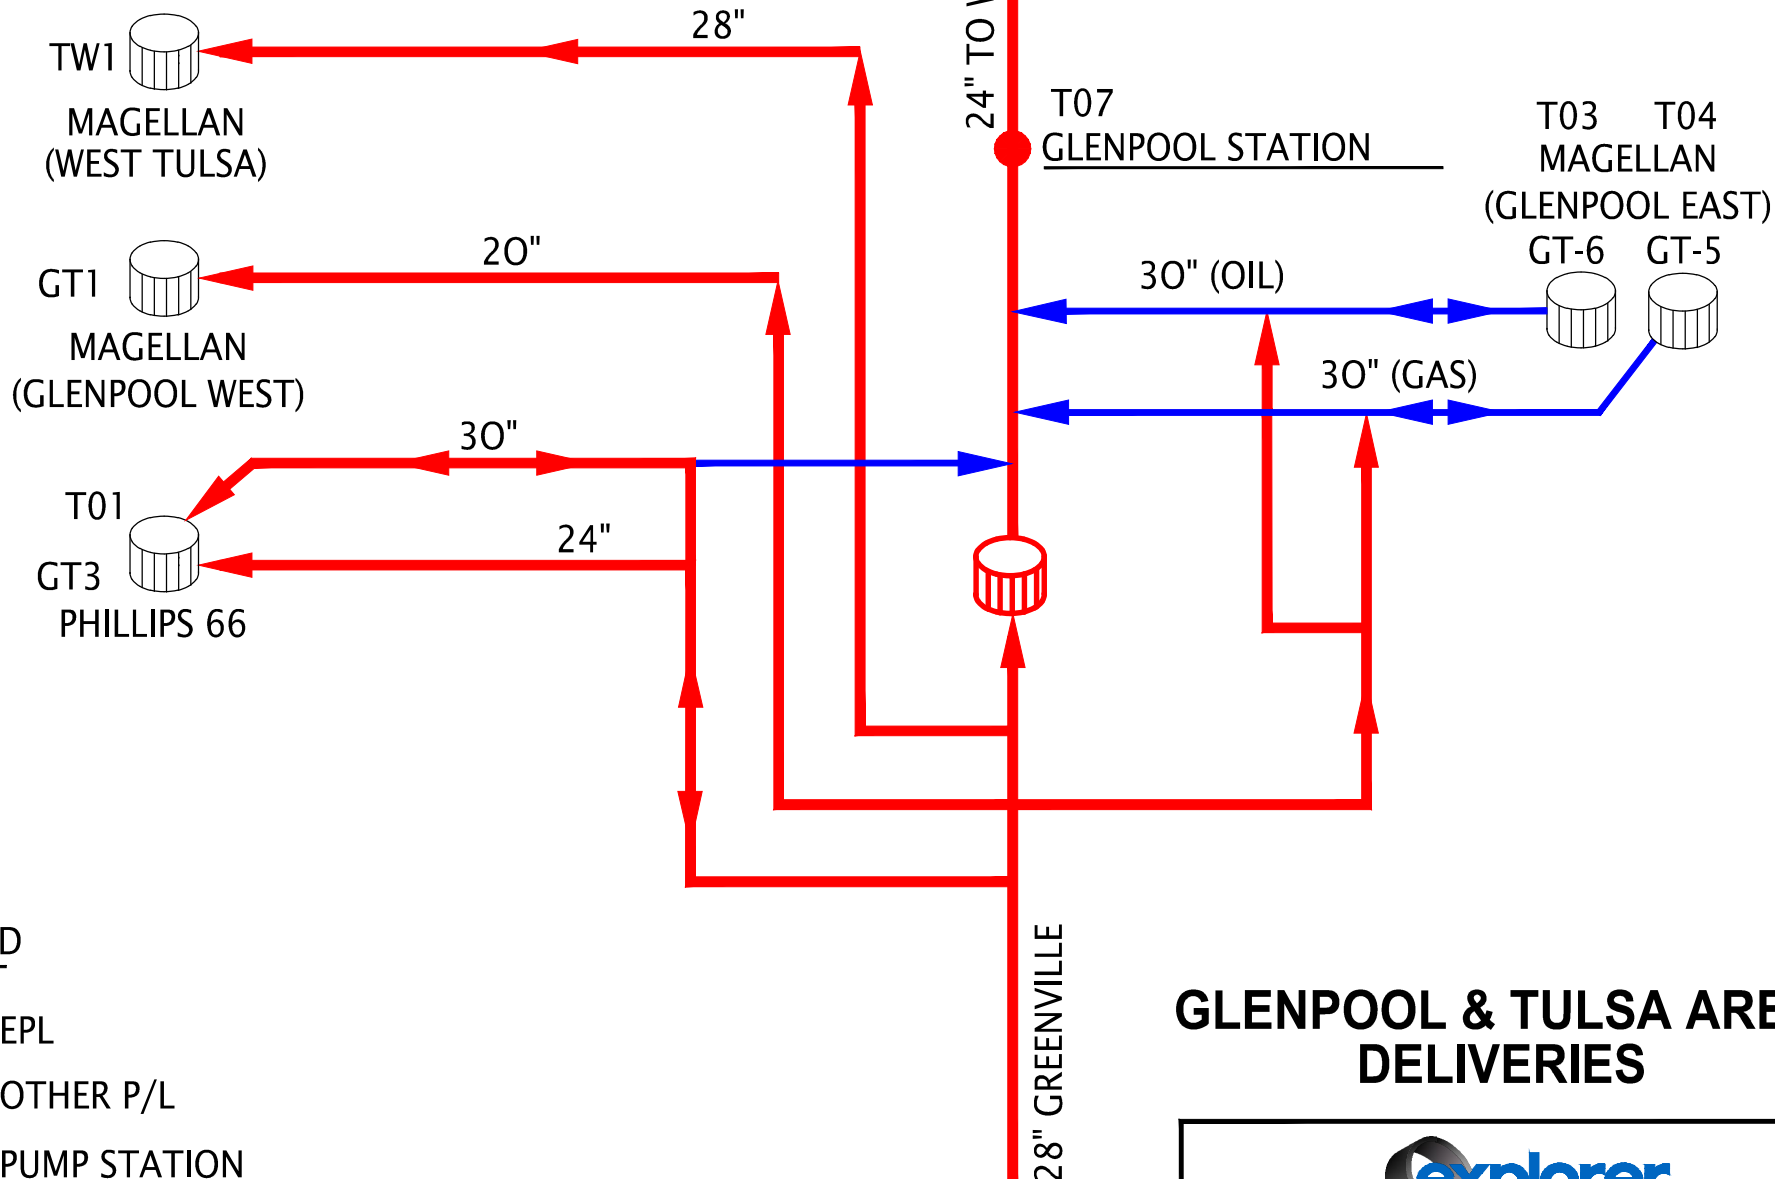 28"
TW1
MAGELLAN
(WEST TULSA)
24" TO
T07
GLENPOOL STATION
T03 T04
MAGELLAN
(GLENPOOL EAST)
GT-6 GT-5
20"
GT1
MAGELLAN
(GLENPOOL WEST)
30" (OIL)
30" (GAS)
30"
T01
24"
GT3
PHILLIPS 66
D
EPL
OTHER P/L
PUMP STATION
28" GREENVILLE
GLENPOOL & TULSA ARE
DELIVERIES
explorer